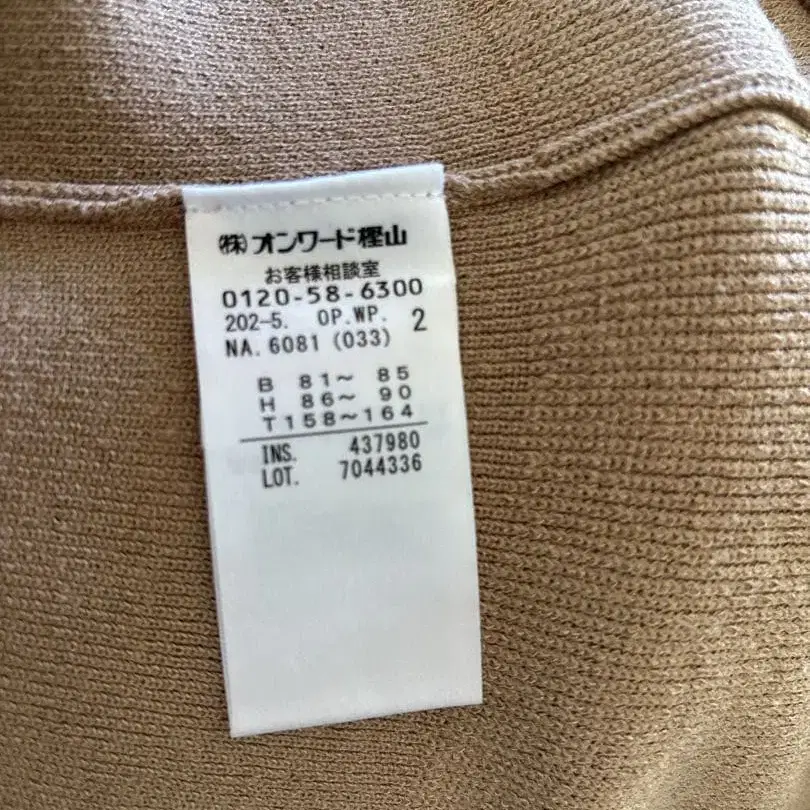 ㈱オンワード樫山
お客様相談室
0120-58-6300
202-5. OP.WP. 2
NA.6081(033)
B 81～ 85
H 86～ 90
T158～164
INS. 437980
LOT. 7044336